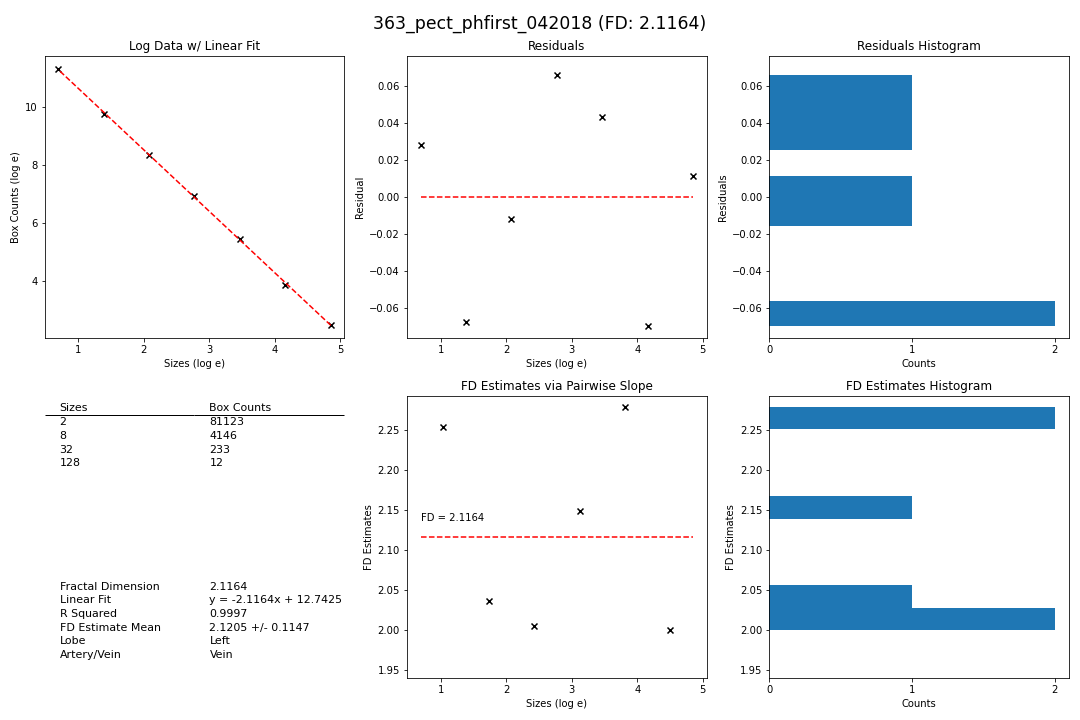 363_pect_phfirst_042018 (FD: 2.1164)
Log Data w/ Linear Fit
Box Counts (log e)
10
8
6
4
1 2 3 4 5
Sizes (log e)
Residuals
Residual
0.06
0.04
0.02
0.00
−0.02
−0.04
−0.06
1 2 3 4 5
Sizes (log e)
Residuals Histogram
Residuals
0.06
0.04
0.02
0.00
−0.02
−0.04
−0.06
0 1 2
Counts
Sizes Box Counts
2 81123
8 4146
32 233
128 12
Fractal Dimension 2.1164
Linear Fit y = -2.1164x + 12.7425
R Squared 0.9997
FD Estimate Mean 2.1205 +/- 0.1147
Lobe Left
Artery/Vein Vein
FD Estimates via Pairwise Slope
FD Estimates
2.25
2.20
2.15
2.10
2.05
2.00
1.95
FD = 2.1164
1 2 3 4 5
Sizes (log e)
FD Estimates Histogram
FD Estimates
2.25
2.20
2.15
2.10
2.05
2.00
1.95
0 1 2
Counts